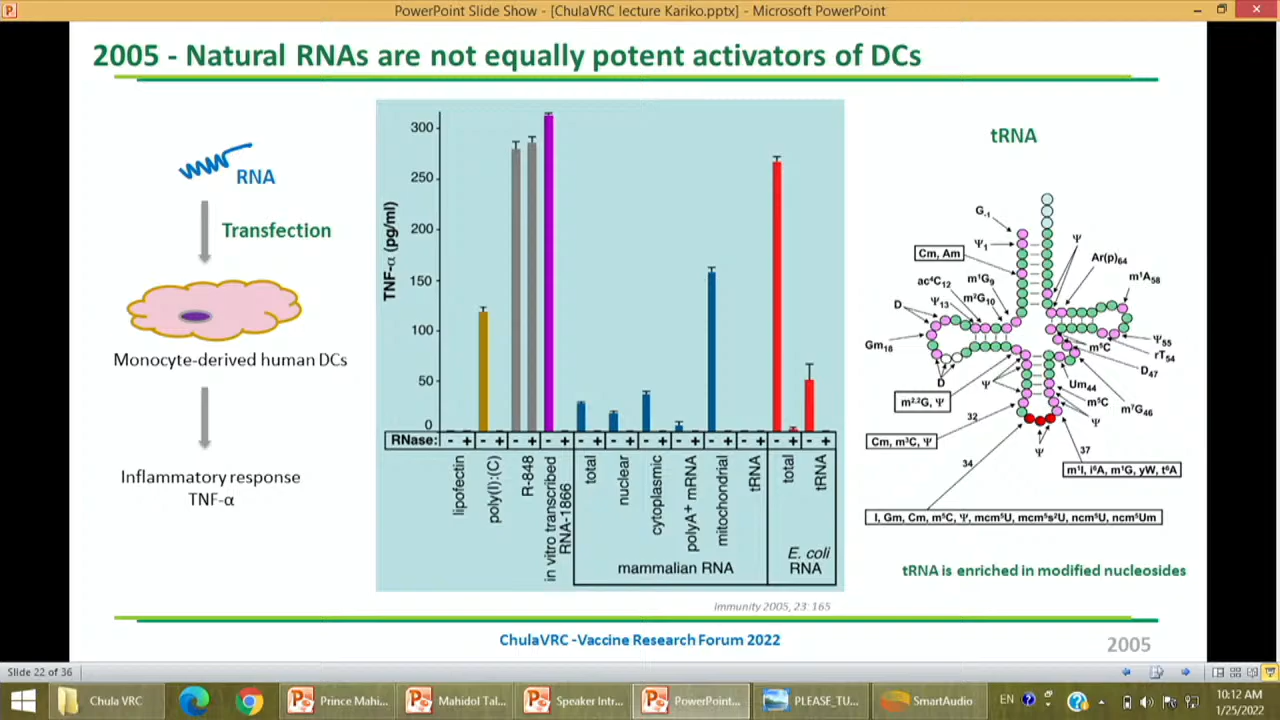 PowerPoint Slide Show - [ChulaVRC lecture Kariko.pptx] - Microsoft PowerPoint
2005 - Natural RNAs are not equally potent activators of DCs
RNA
Transfection
Monocyte-derived human DCs
Inflammatory response
TNF-α
TNF-α (pg/ml)
300
250
200
150
100
50
0
RNase: - + - + - + - + - + - + - + - + - + - + - + - +
lipofectin
poly(I):(C)
R-848
in vitro transcribed
RNA-1866
total
nuclear
cytoplasmic
polyA+ mRNA
mitochondrial
tRNA
mammalian RNA
total
tRNA
E. coli
RNA
Immunity 2005, 23: 165
tRNA
G-1
Ψ1
Cm, Am
ac⁴C12
m¹G9
D
Ψ13
m²G10
Gm18
D
m²·²G, Ψ
Ψ
Ar(p)64
m¹A58
m⁵C
Ψ55
rT54
D47
Um44
m⁵C
m⁷G46
Ψ
Ψ
32
Cm, m³C, Ψ
34
Ψ
37
m¹I, i⁶A, m¹G, yW, t⁶A
I, Gm, Cm, m⁵C, Ψ, mcm⁵U, mcm⁵s²U, ncm⁵U, ncm⁵Um
tRNA is enriched in modified nucleosides
ChulaVRC -Vaccine Research Forum 2022
2005
Slide 22 of 36
Chula VRC
Prince Mahi...
Mahidol Tal...
Speaker Intr...
PowerPoint...
PLEASE_TU...
SmartAudio
EN
10:12 AM
1/25/2022